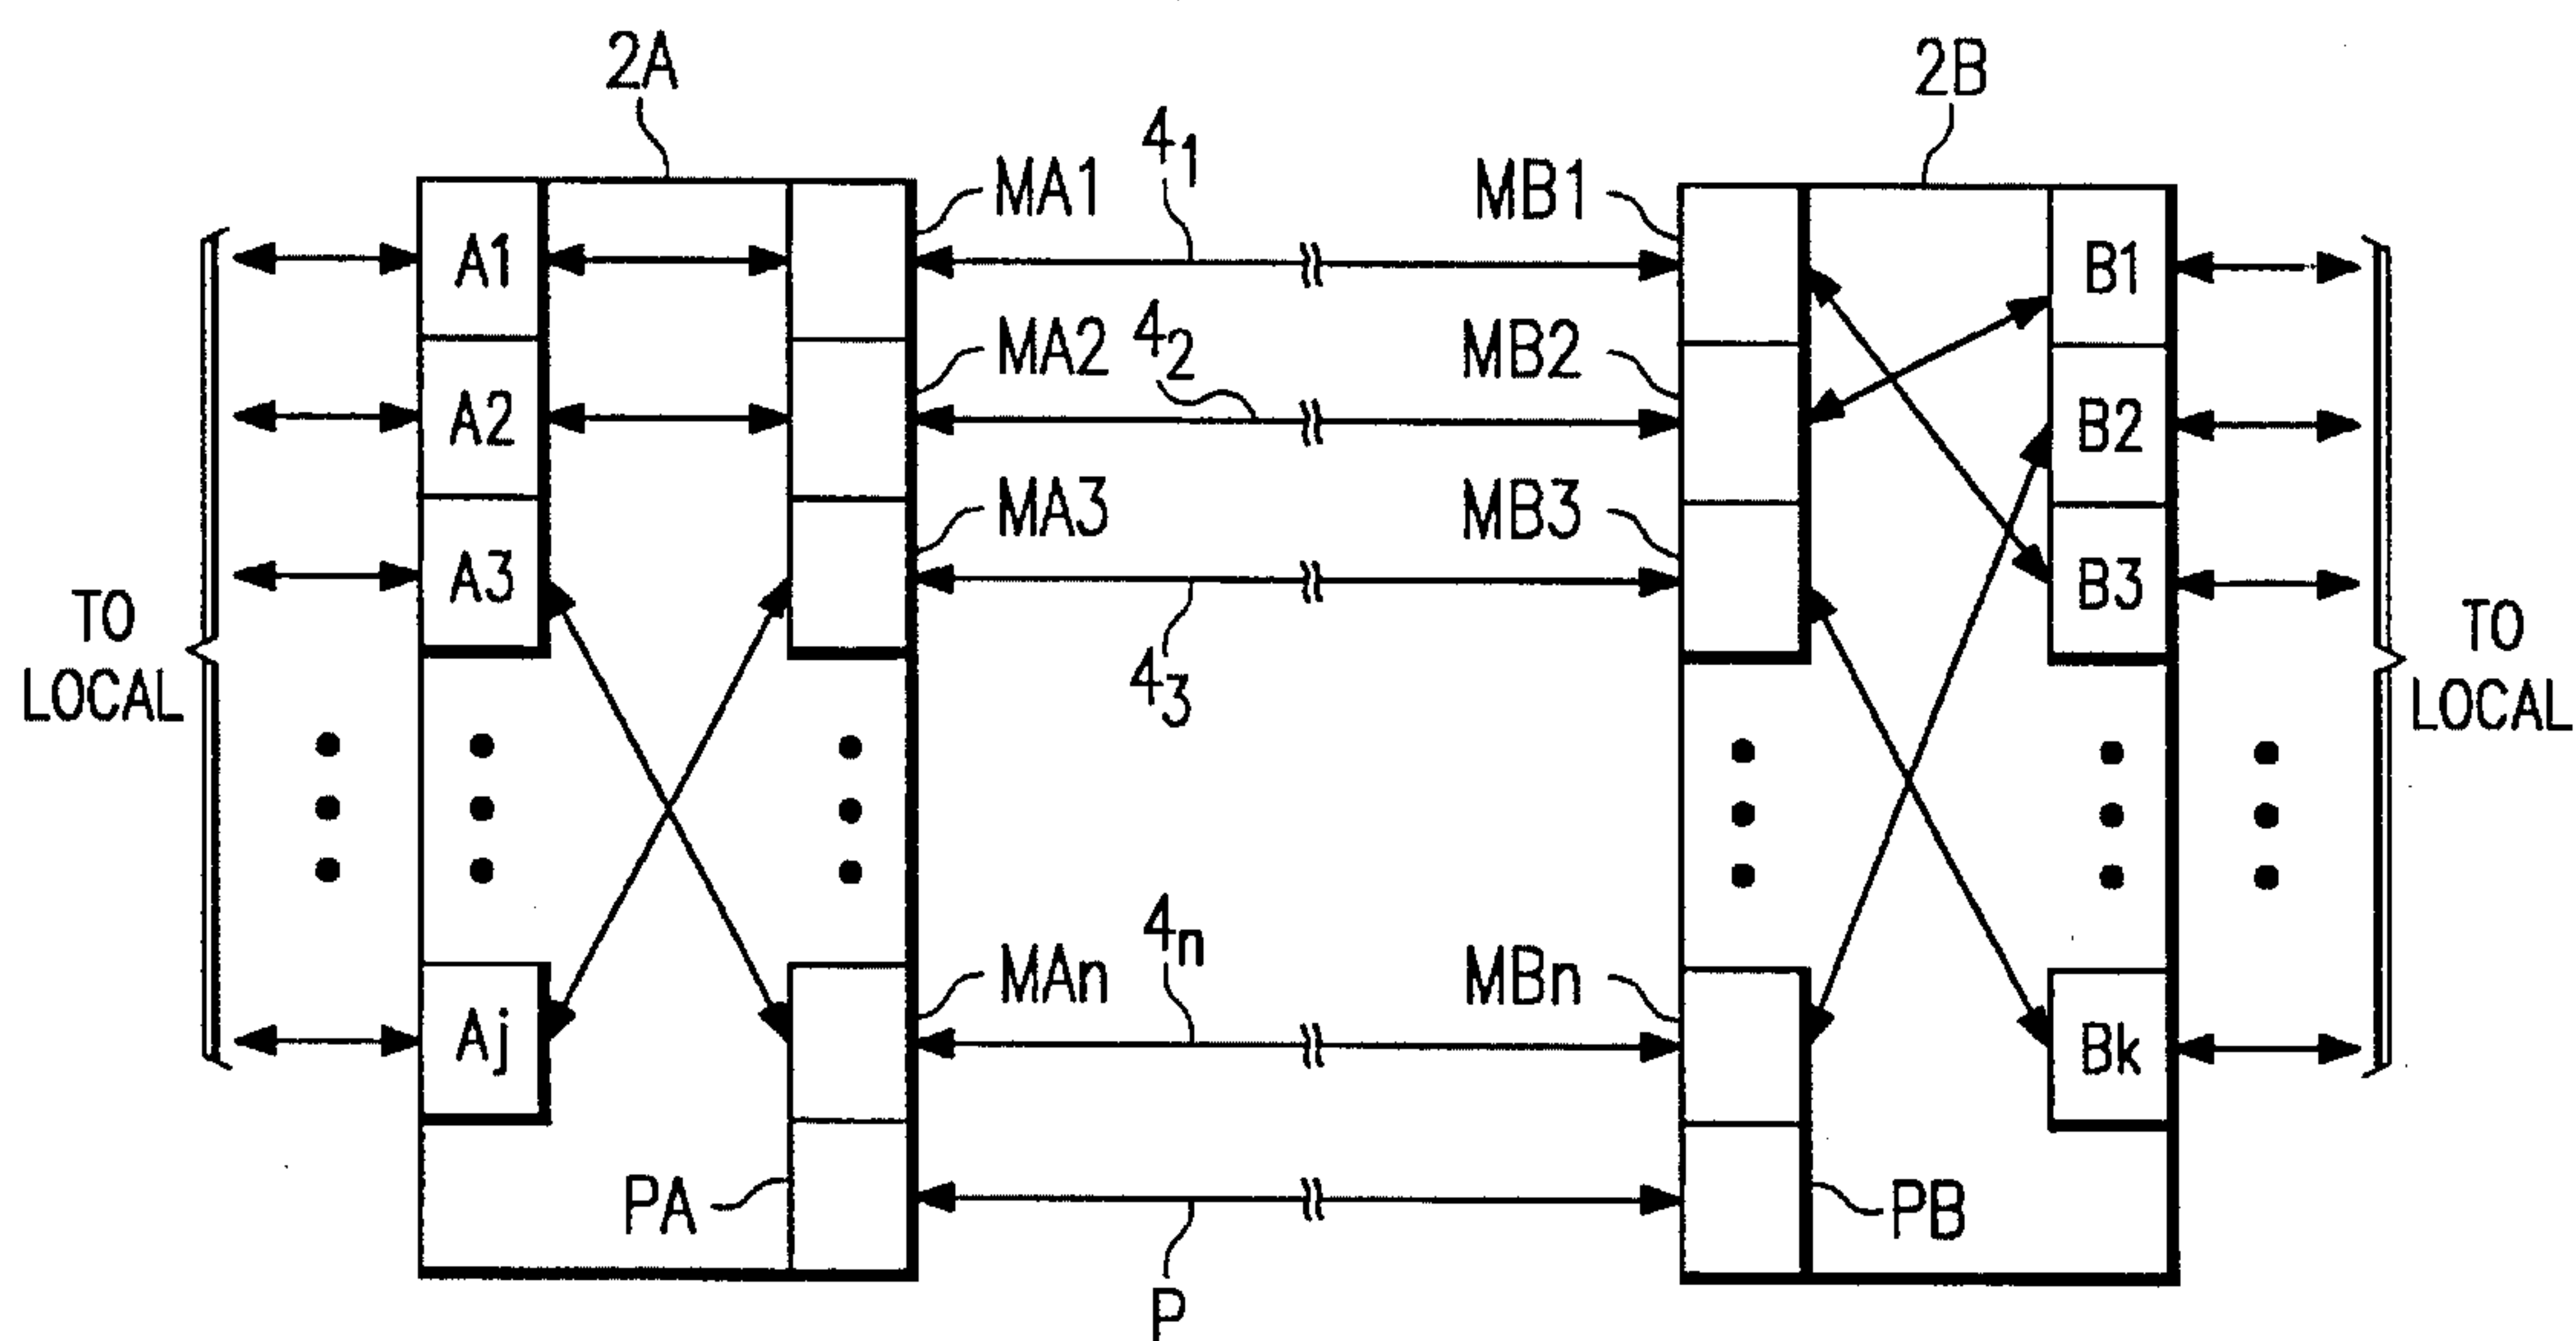 2A
2B
MA1
4₁
MB1
A1
B1
MA2
4₂
MB2
A2
B2
MA3
MB3
A3
B3
4₃
TO
LOCAL
TO
LOCAL
MAn
4n
MBn
Aj
Bk
PA
PB
P